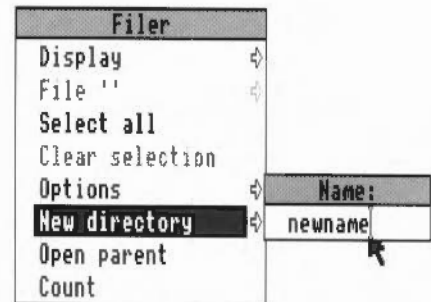 Filer
Display
File ''
Select all
Clear selection
Options
New directory
Open parent
Count
Name:
newname